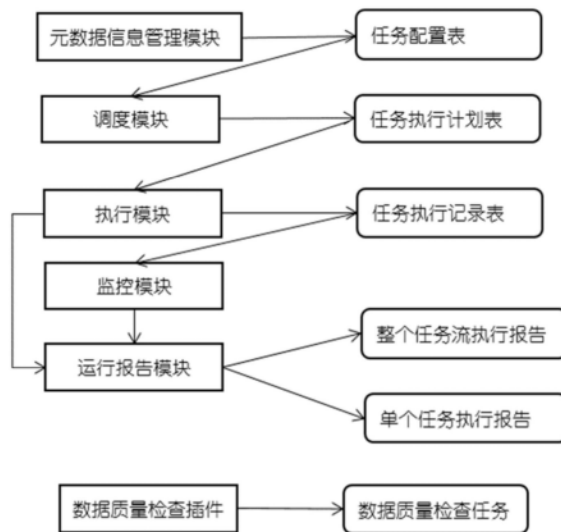 元数据信息管理模块
任务配置表
调度模块
任务执行计划表
执行模块
任务执行记录表
监控模块
整个任务流执行报告
运行报告模块
单个任务执行报告
数据质量检查插件
数据质量检查任务